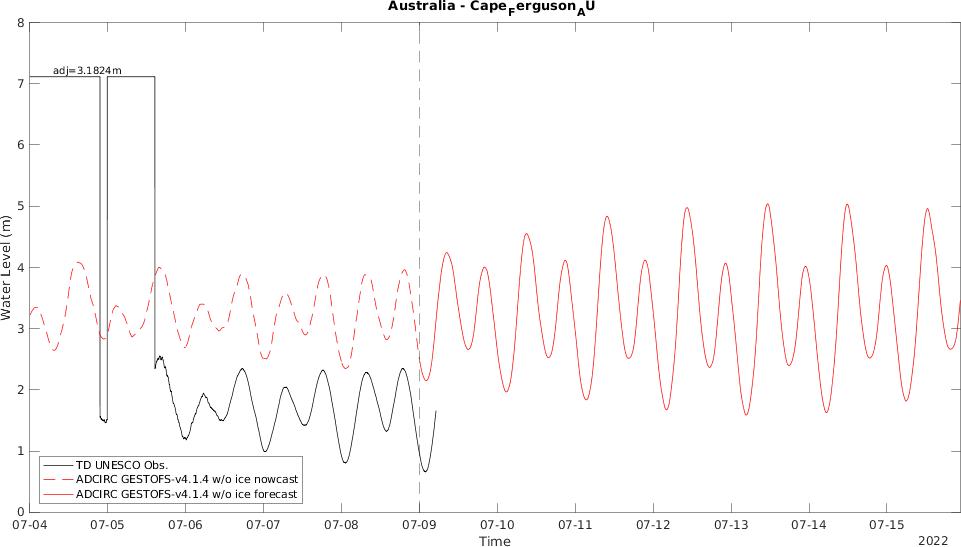 Australia - Cape_Ferguson_AU
8
7
6
5
4
3
2
1
0
Water Level (m)
adj=3.1824m
TD UNESCO Obs.
ADCIRC GESTOFS-v4.1.4 w/o ice nowcast
ADCIRC GESTOFS-v4.1.4 w/o ice forecast
07-04 07-05 07-06 07-07 07-08 07-09 07-10 07-11 07-12 07-13 07-14 07-15
Time
2022